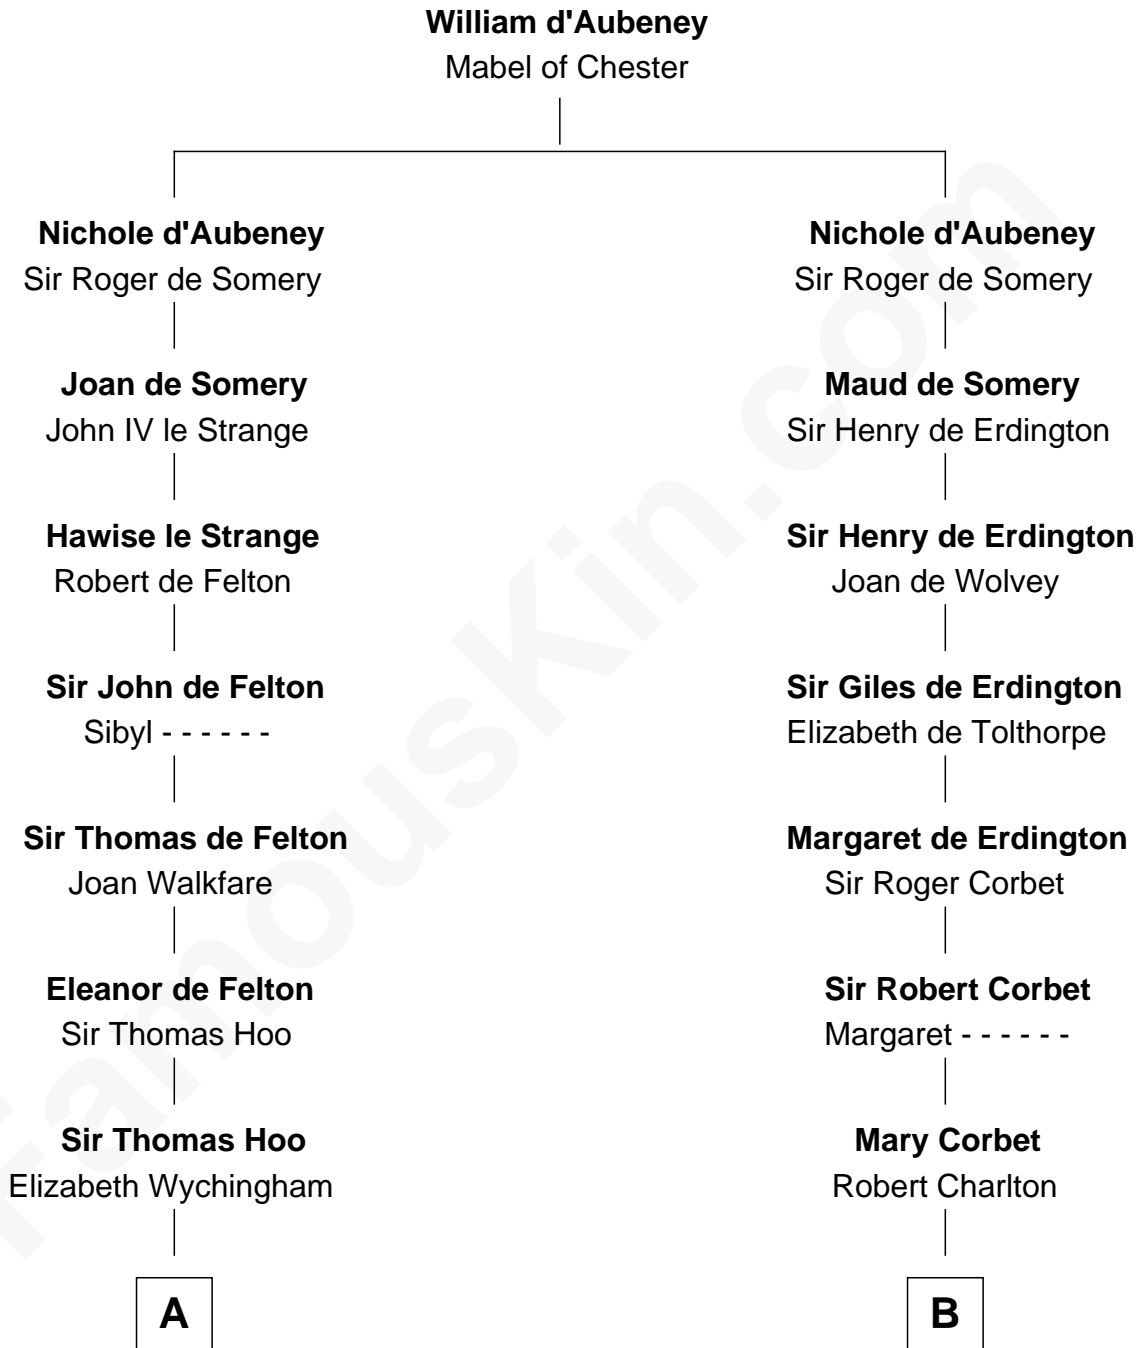 William d'Aubeney
Mabel of Chester
Nichole d'Aubeney
Sir Roger de Somery
Joan de Somery
John IV le Strange
Hawise le Strange
Robert de Felton
Sir John de Felton
Sibyl - - - - - -
Sir Thomas de Felton
Joan Walkfare
Eleanor de Felton
Sir Thomas Hoo
Sir Thomas Hoo
Elizabeth Wychingham
A
Nichole d'Aubeney
Sir Roger de Somery
Maud de Somery
Sir Henry de Erdington
Sir Henry de Erdington
Joan de Wolvey
Sir Giles de Erdington
Elizabeth de Tolthorpe
Margaret de Erdington
Sir Roger Corbet
Sir Robert Corbet
Margaret - - - - - -
Mary Corbet
Robert Charlton
B
FamousKin.com